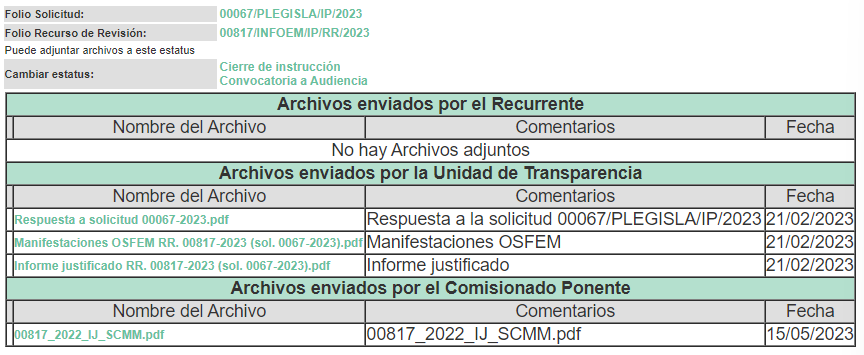 Folio Solicitud: 00067/PLEGISLA/IP/2023
Folio Recurso de Revisión: 00817/INFOEM/IP/RR/2023
Puede adjuntar archivos a este estatus
Cambiar estatus: Cierre de instrucción
Convocatoria a Audiencia
Archivos enviados por el Recurrente
Nombre del Archivo Comentarios Fecha
No hay Archivos adjuntos
Archivos enviados por la Unidad de Transparencia
Nombre del Archivo Comentarios Fecha
Respuesta a solicitud 00067-2023.pdf Respuesta a la solicitud 00067/PLEGISLA/IP/2023 21/02/2023
Manifestaciones OSFEM RR. 00817-2023 (sol. 0067-2023).pdf Manifestaciones OSFEM 21/02/2023
Informe justificado RR. 00817-2023 (sol. 0067-2023).pdf Informe justificado 21/02/2023
Archivos enviados por el Comisionado Ponente
Nombre del Archivo Comentarios Fecha
00817_2022_IJ_SCMM.pdf 00817_2022_IJ_SCMM.pdf 15/05/2023